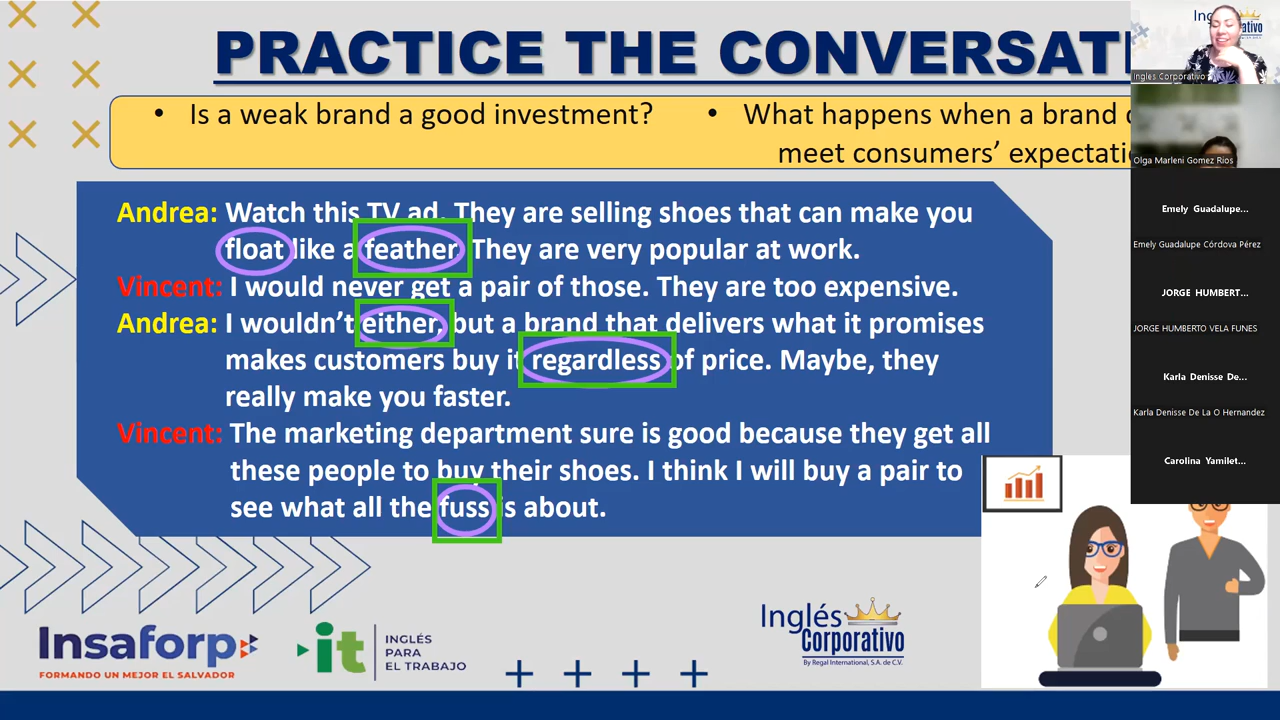 PRACTICE THE CONVERSAT
• Is a weak brand a good investment?
• What happens when a brand
meet consumers’ expectati
Andrea: Watch this TV ad. They are selling shoes that can make you
float like a feather. They are very popular at work.
Vincent: I would never get a pair of those. They are too expensive.
Andrea: I wouldn’t either, but a brand that delivers what it promises
makes customers buy it regardless of price. Maybe, they
really make you faster.
Vincent: The marketing department sure is good because they get all
these people to buy their shoes. I think I will buy a pair to
see what all the fuss is about.
Insaforp
FORMANDO UN MEJOR EL SALVADOR
it
INGLÉS
PARA
EL TRABAJO
Inglés
Corporativo
By Regal International, S.A. de C.V.
Ingles Corporativo
Olga Marleni Gomez Rios
Emely Guadalupe...
Emely Guadalupe Córdova Pérez
JORGE HUMBERT...
JORGE HUMBERTO VELA FUNES
Karla Denisse De...
Karla Denisse De La O Hernandez
Carolina Yamilet...